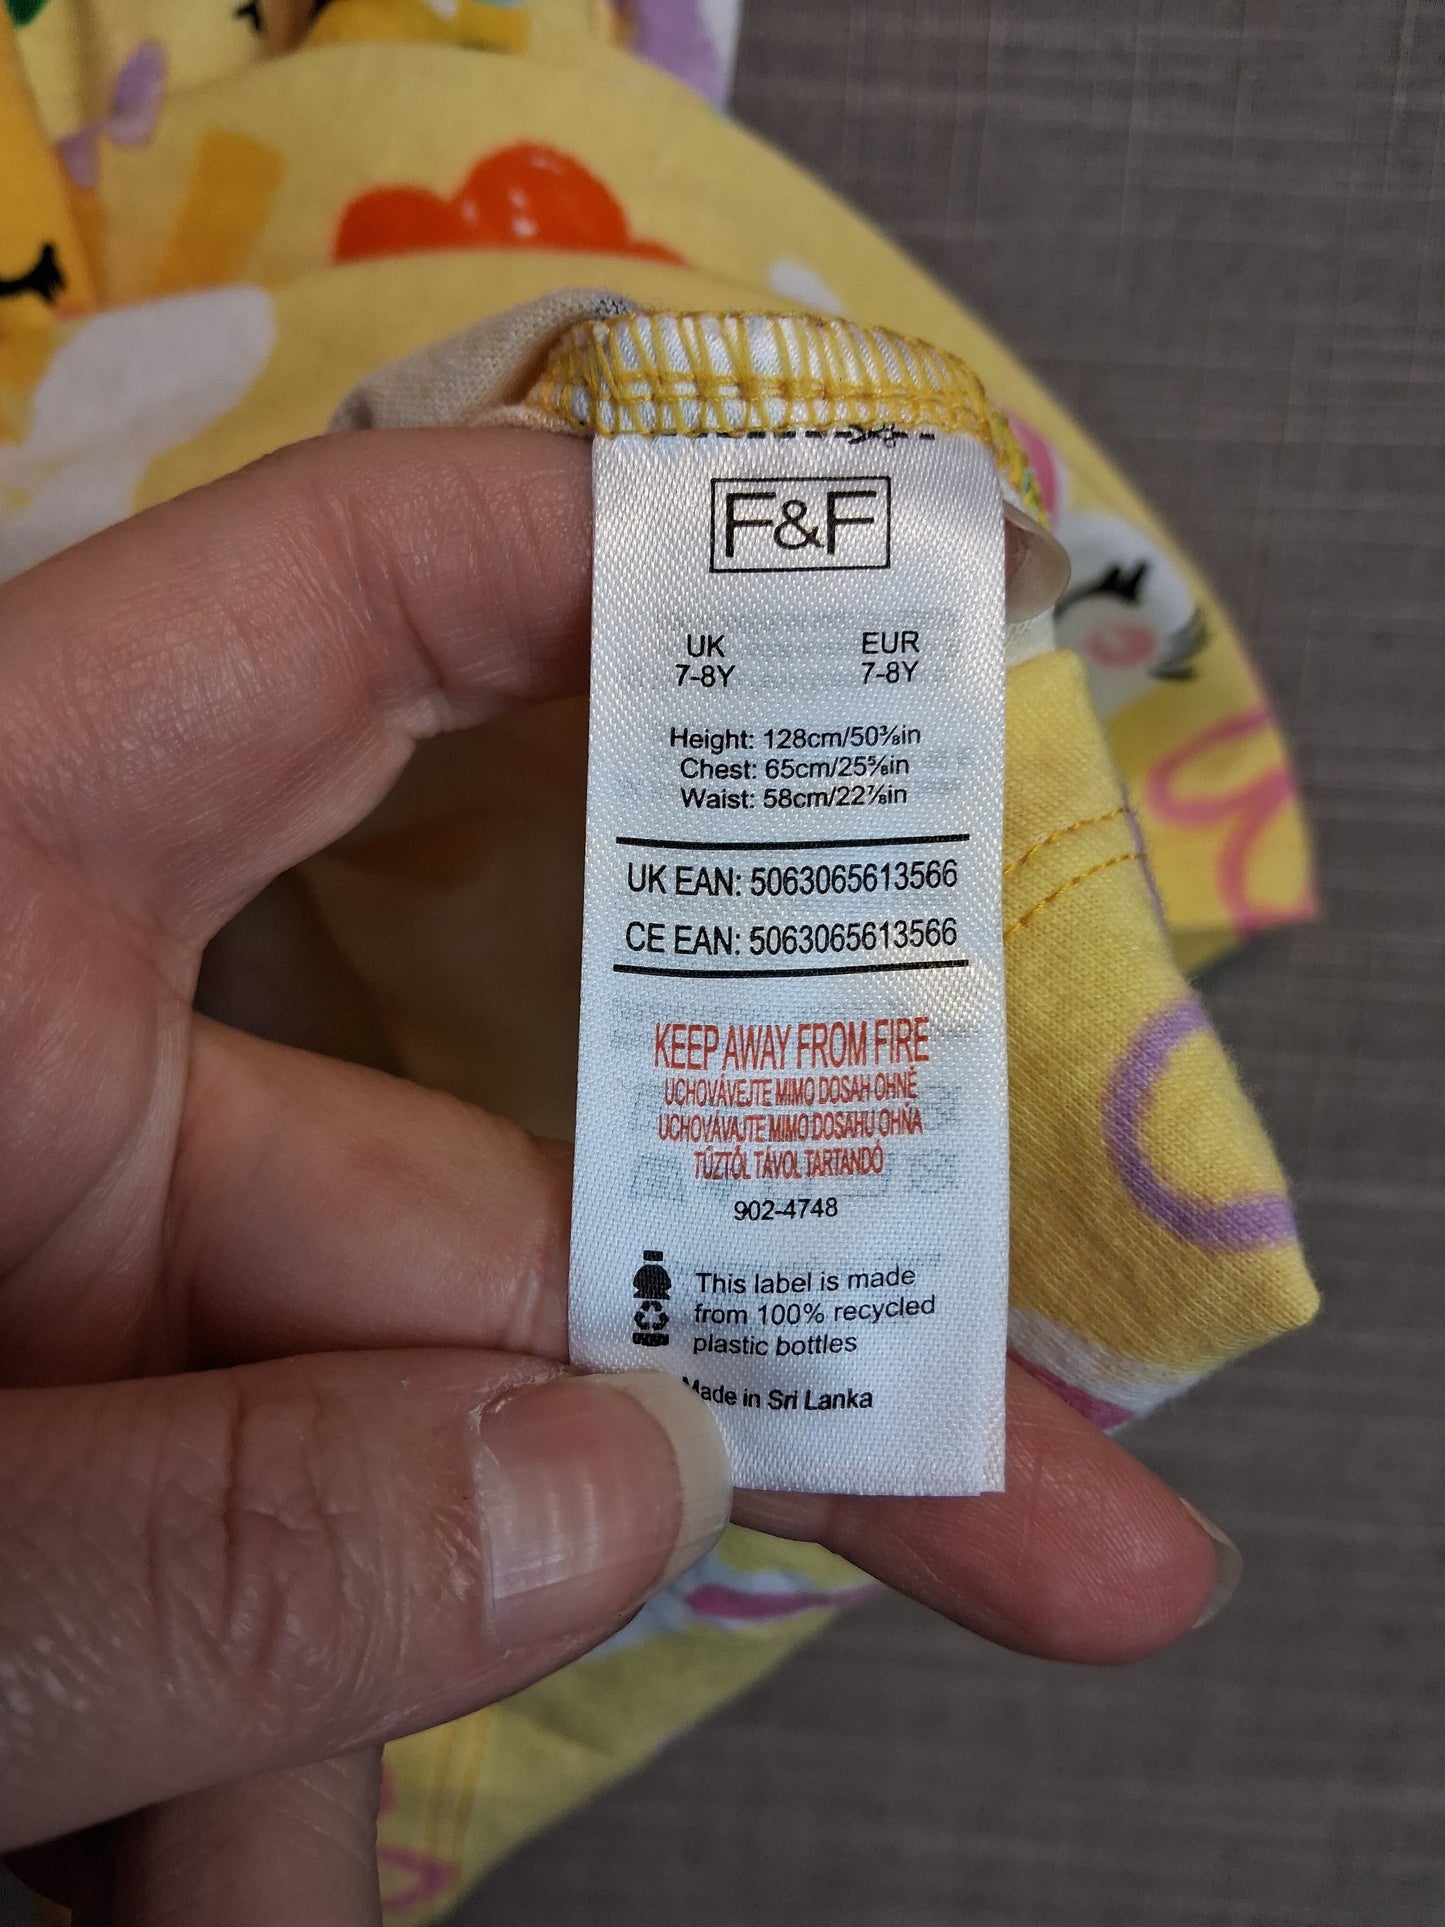 F&F
UK EUR
7-8Y 7-8Y
Height: 128cm/50⅜in
Chest: 65cm/25⅝in
Waist: 58cm/22⅞in
UK EAN: 5063065613566
CE EAN: 5063065613566
KEEP AWAY FROM FIRE
UCHOVÁVEJTE MIMO DOSAH OHNĚ
UCHOVÁVAJTE MIMO DOSAHU OHŇA
TŰZTŐL TÁVOL TARTANDÓ
902-4748
This label is made
from 100% recycled
plastic bottles
Made in Sri Lanka